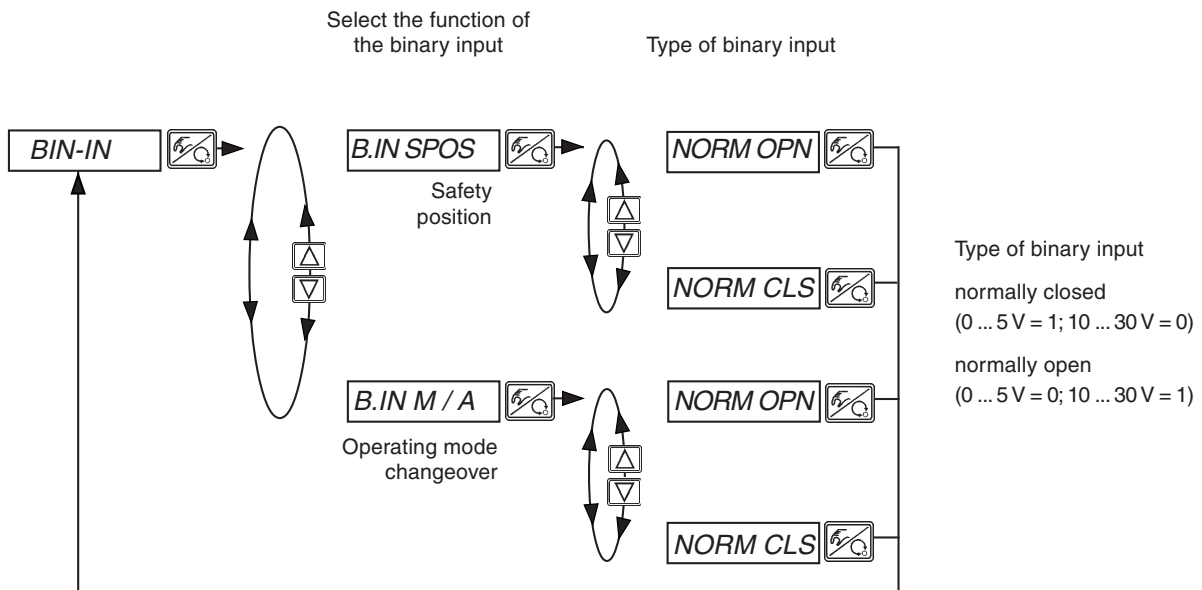 Select the function of
the binary input
Type of binary input
BIN-IN
B.IN SPOS
NORM OPN
Safety
position
NORM CLS
B.IN M / A
NORM OPN
Operating mode
changeover
NORM CLS
Type of binary input
normally closed
(0 ... 5 V = 1; 10 ... 30 V = 0)
normally open
(0 ... 5 V = 0; 10 ... 30 V = 1)